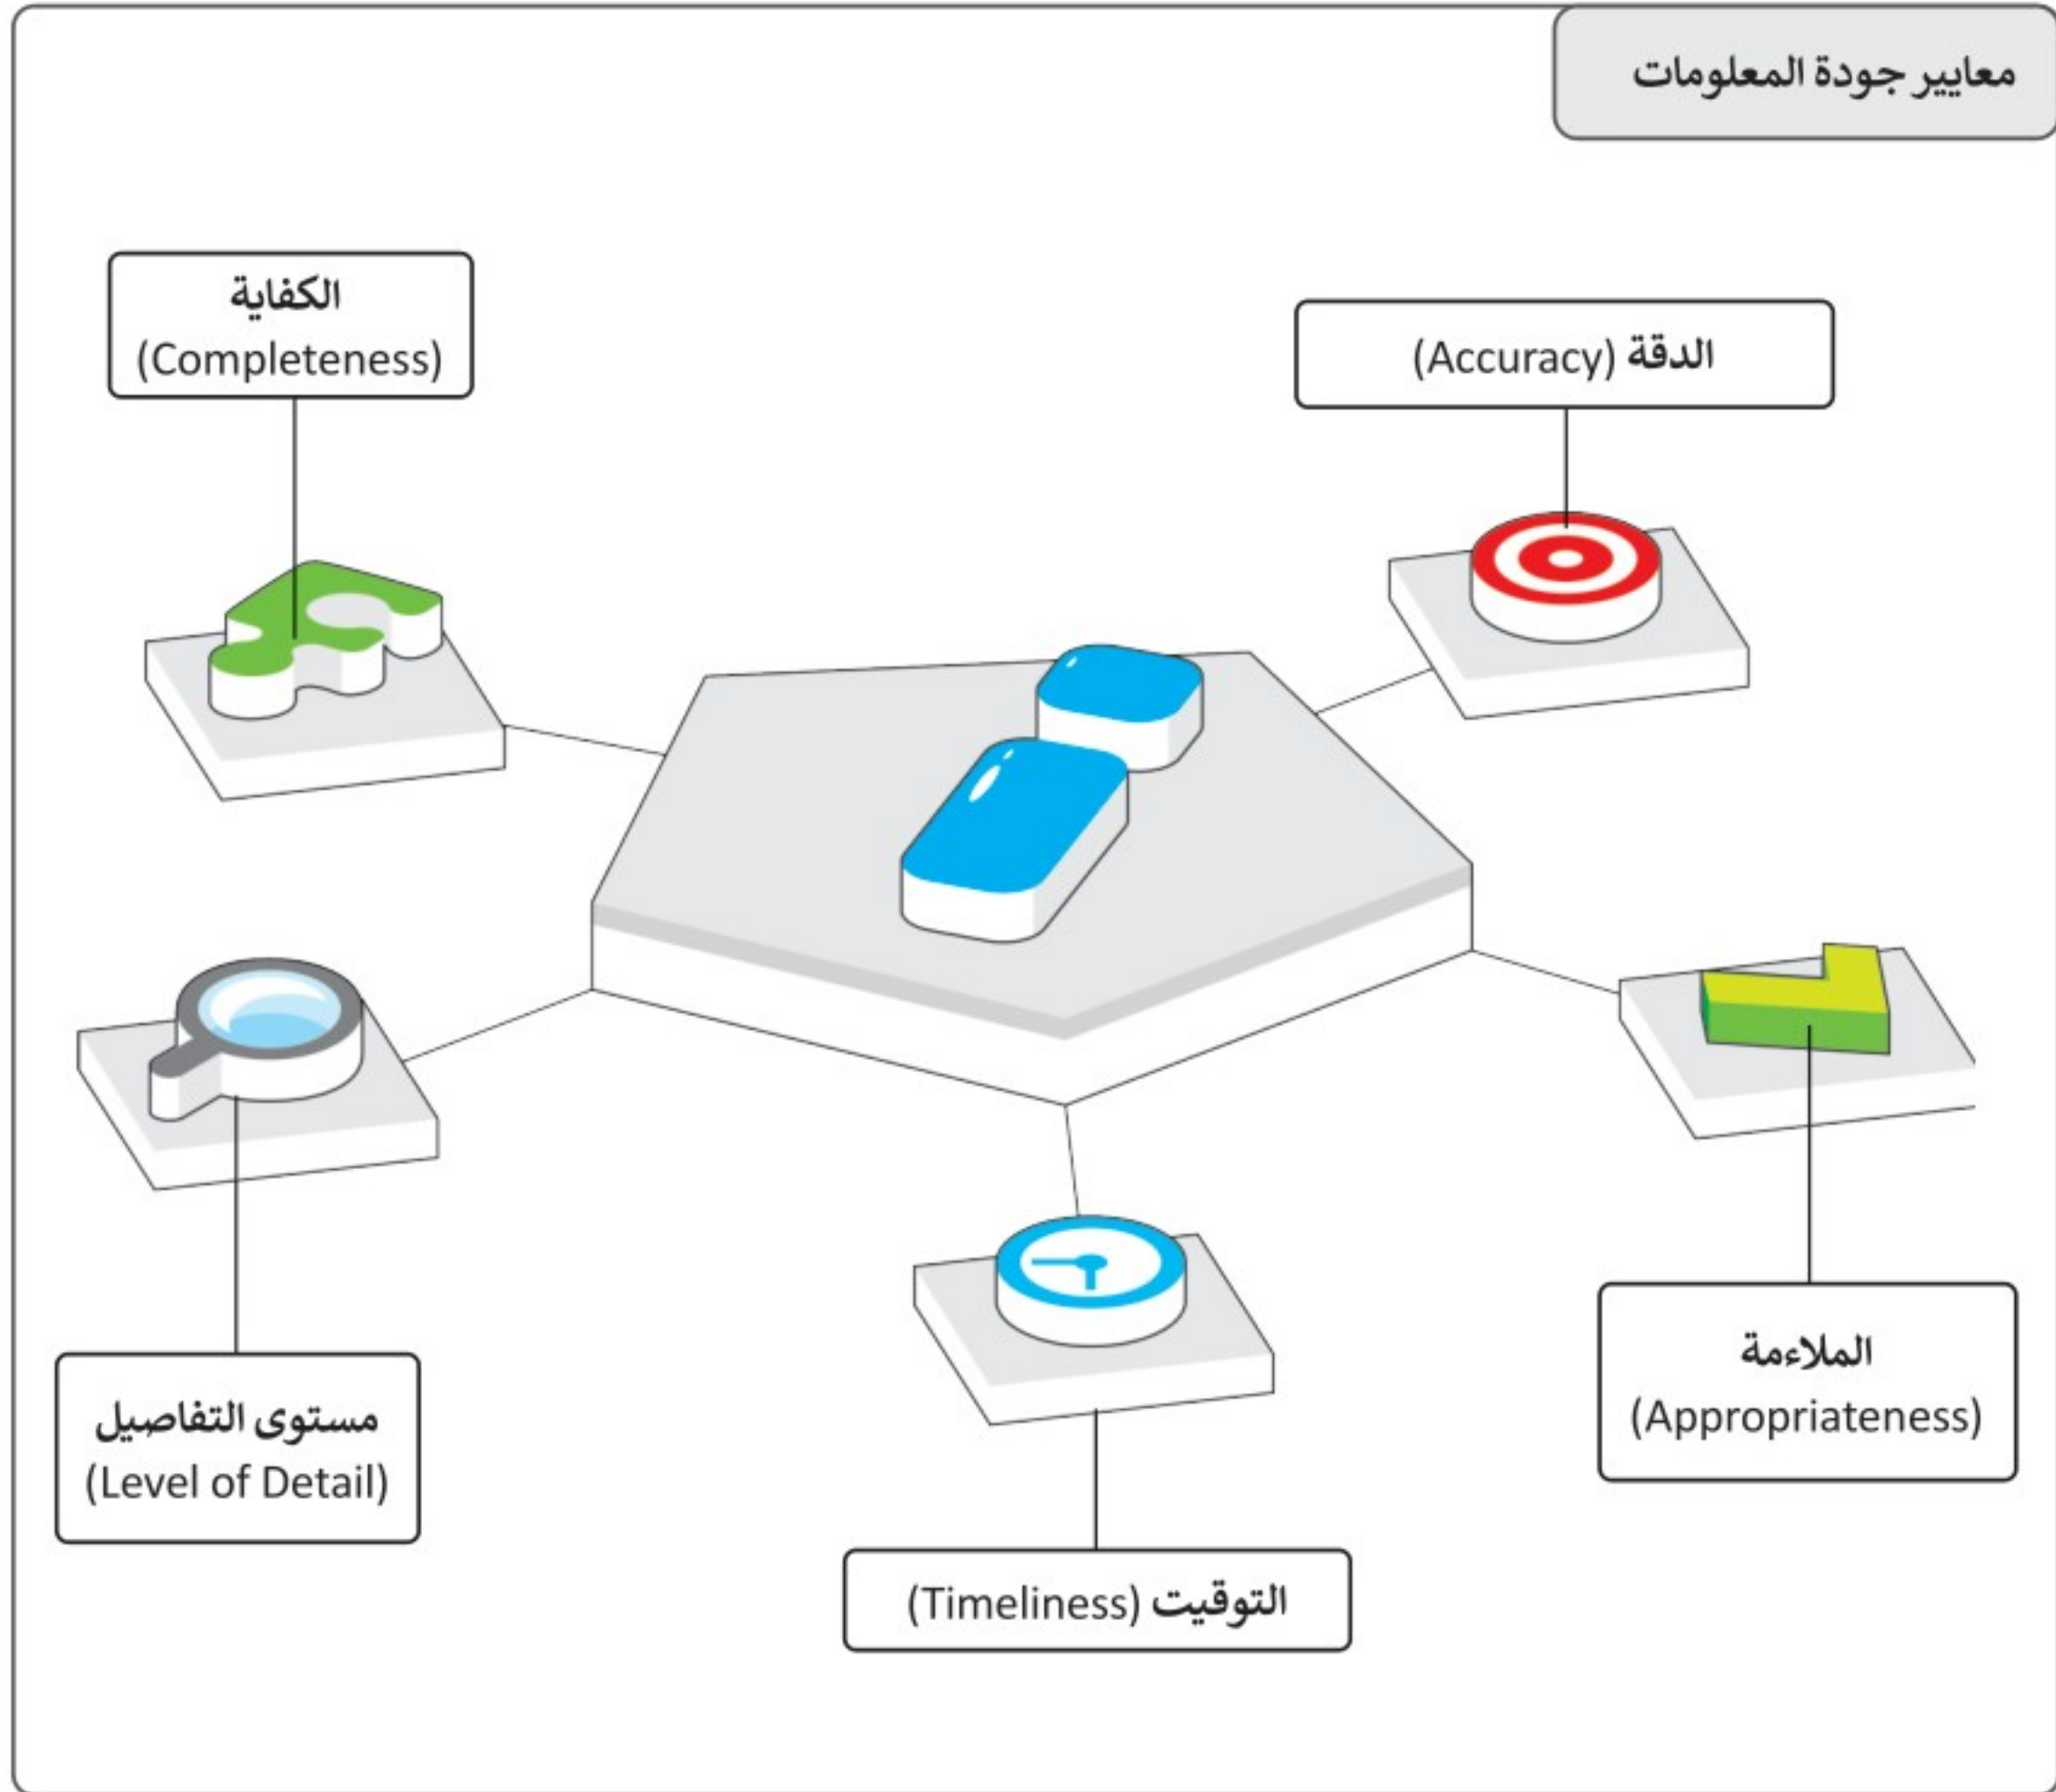 معايير جودة المعلومات
الدقة (Accuracy)
الكفاية
(Completeness)
الملاءمة
(Appropriateness)
التوقيت (Timeliness)
مستوى التفاصيل
(Level of Detail)